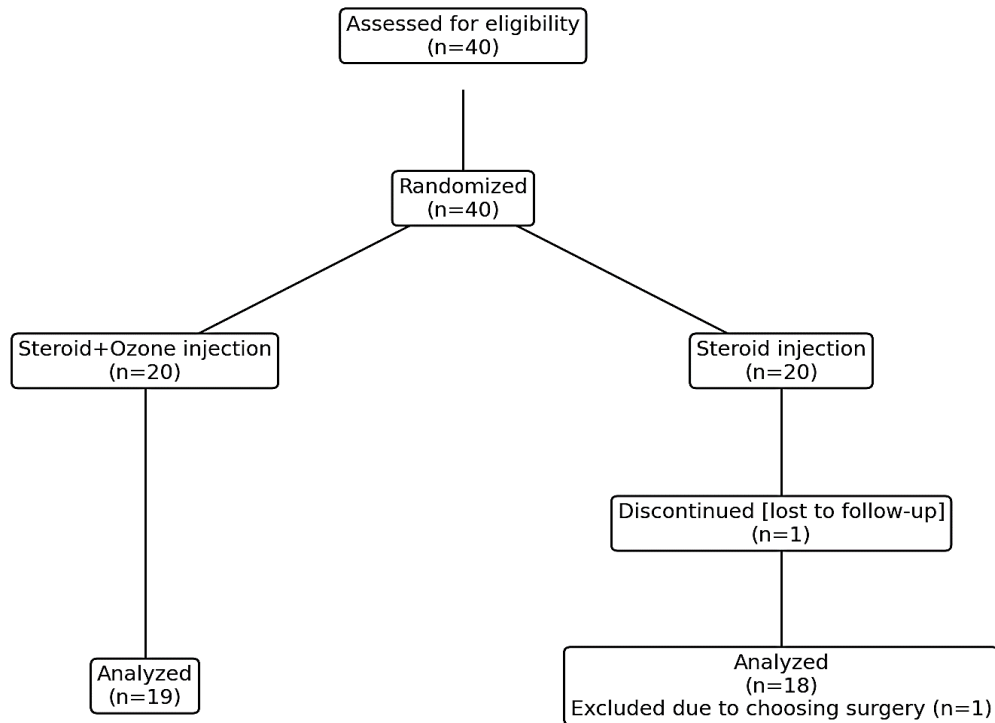 Assessed for eligibility
(n=40)
Randomized
(n=40)
Steroid+Ozone injection
(n=20)
Steroid injection
(n=20)
Discontinued [lost to follow-up]
(n=1)
Analyzed
(n=19)
Analyzed
(n=18)
Excluded due to choosing surgery (n=1)